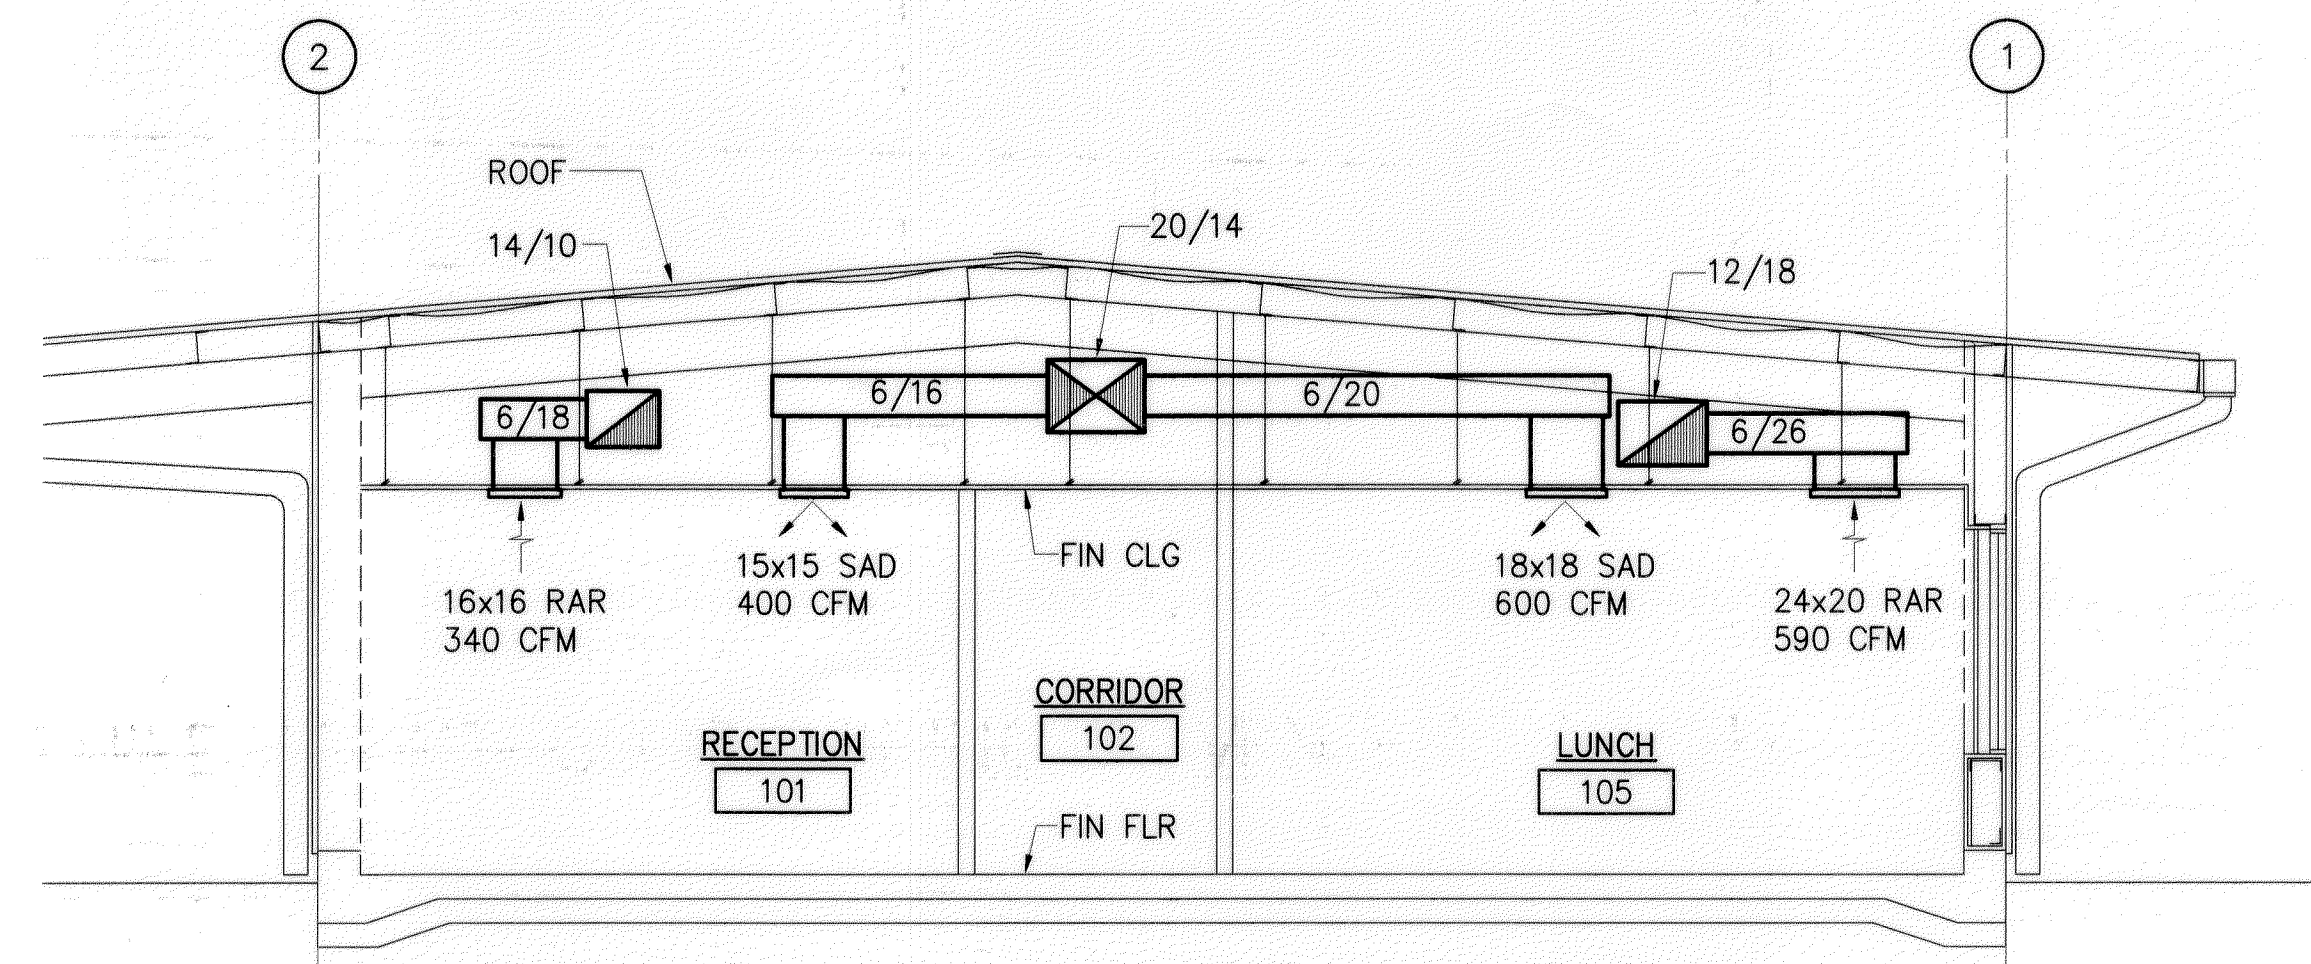 2
1
ROOF
14/10
20/14
12/18
6/18
6/16
6/20
6/26
16x16 RAR
340 CFM
15x15 SAD
400 CFM
FIN CLG
18x18 SAD
600 CFM
24x20 RAR
590 CFM
RECEPTION
101
CORRIDOR
102
LUNCH
105
FIN FLR